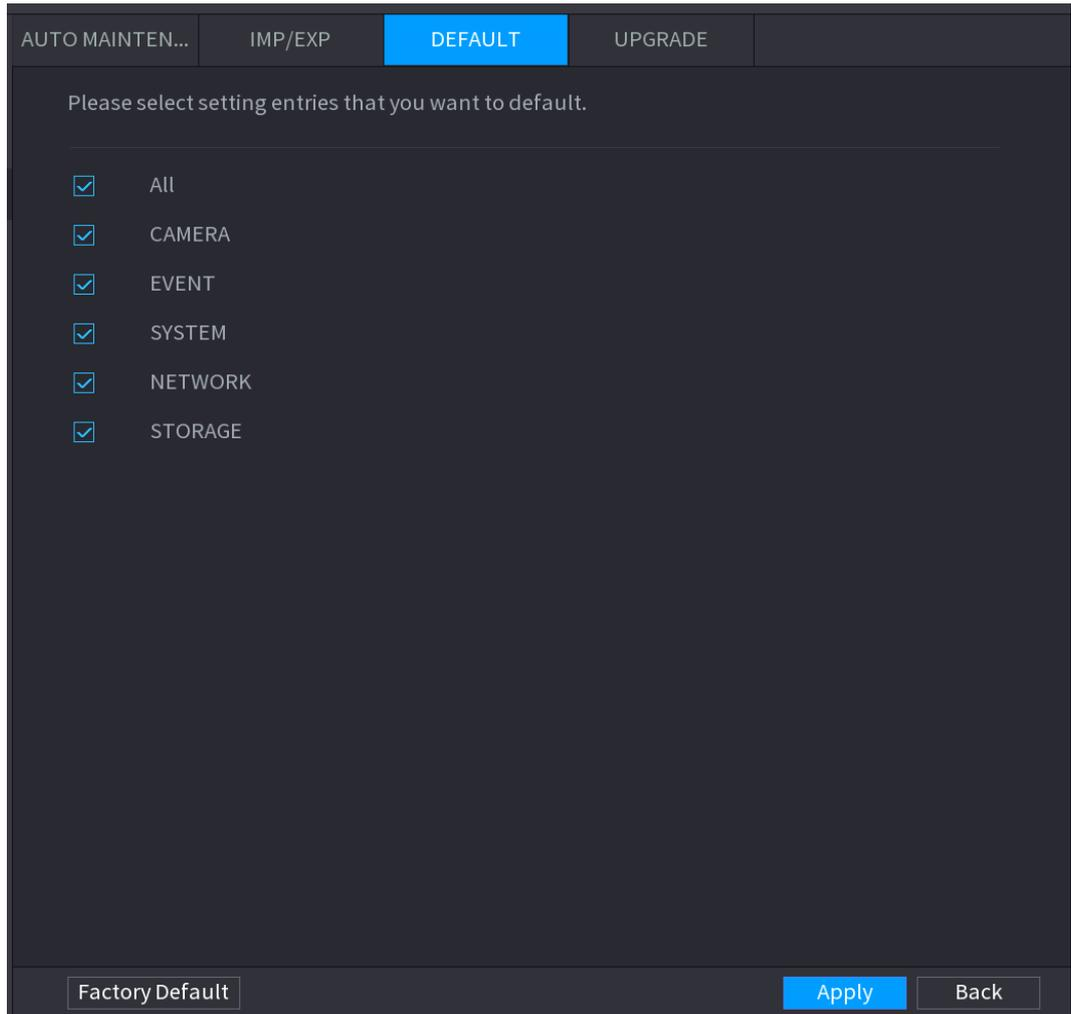 AUTO MAINTEN... IMP/EXP DEFAULT UPGRADE
Please select setting entries that you want to default.
All
CAMERA
EVENT
SYSTEM
NETWORK
STORAGE
Factory Default Apply Back